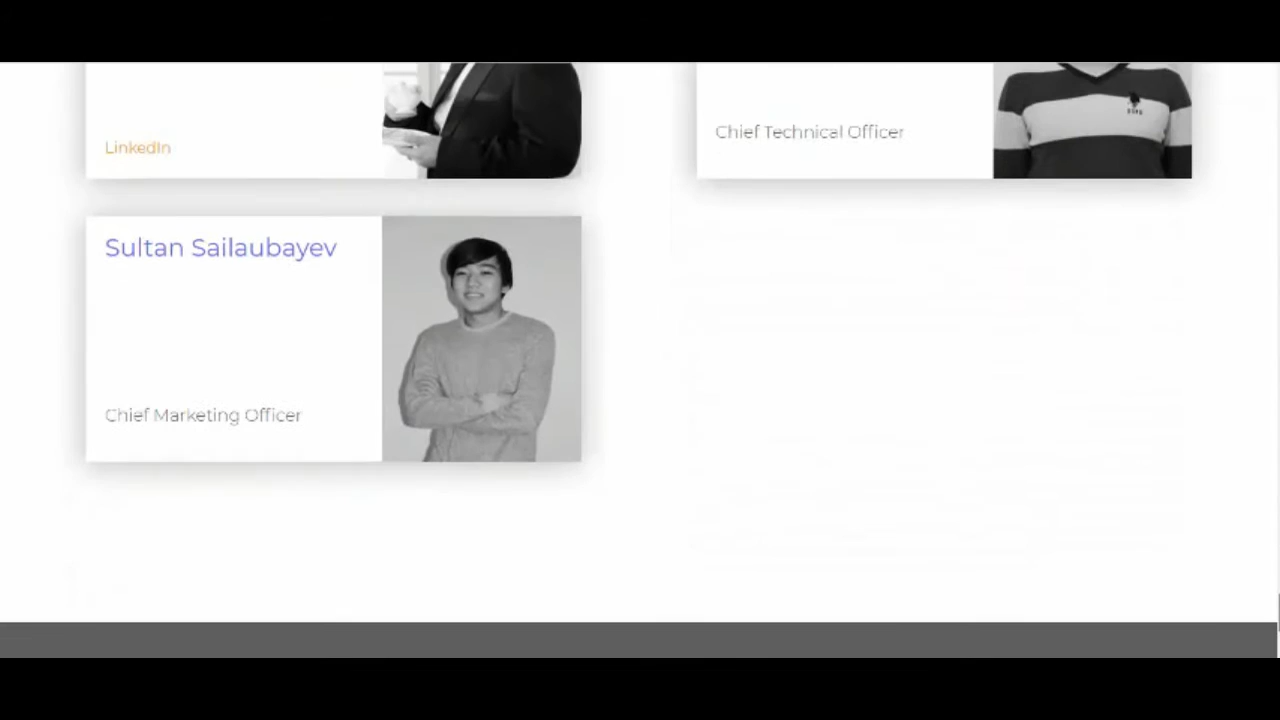 LinkedIn
Chief Technical Officer
Sultan Sailaubayev
Chief Marketing Officer